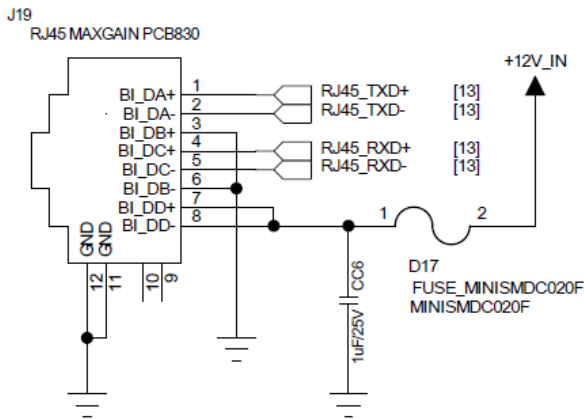 J19
RJ45 MAXGAIN PCB830
+12V_IN
BI_DA+ 1 RJ45_TXD+ [13]
BI_DA- 2 RJ45_TXD- [13]
BI_DB+ 3
BI_DC+ 4 RJ45_RXD+ [13]
BI_DC- 5 RJ45_RXD- [13]
BI_DB- 6
BI_DD+ 7
BI_DD- 8
1 2
GND GND
12 11 10 9
CC6
1uF/25V
D17
FUSE_MINISMDC020F
MINISMDC020F